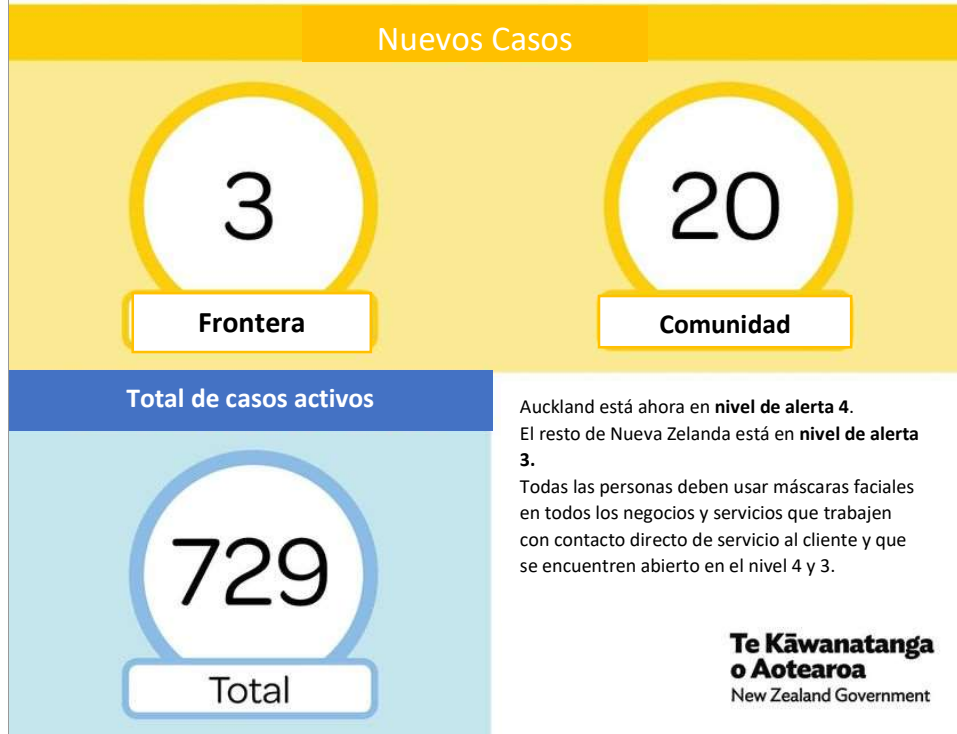 Nuevos Casos
3
20
Frontera
Comunidad
Total de casos activos
729
Total
Auckland está ahora en nivel de alerta 4.
El resto de Nueva Zelanda está en nivel de alerta
3.
Todas las personas deben usar máscaras faciales
en todos los negocios y servicios que trabajen
con contacto directo de servicio al cliente y que
se encuentren abierto en el nivel 4 y 3.
Te Kāwanatanga
o Aotearoa
New Zealand Government